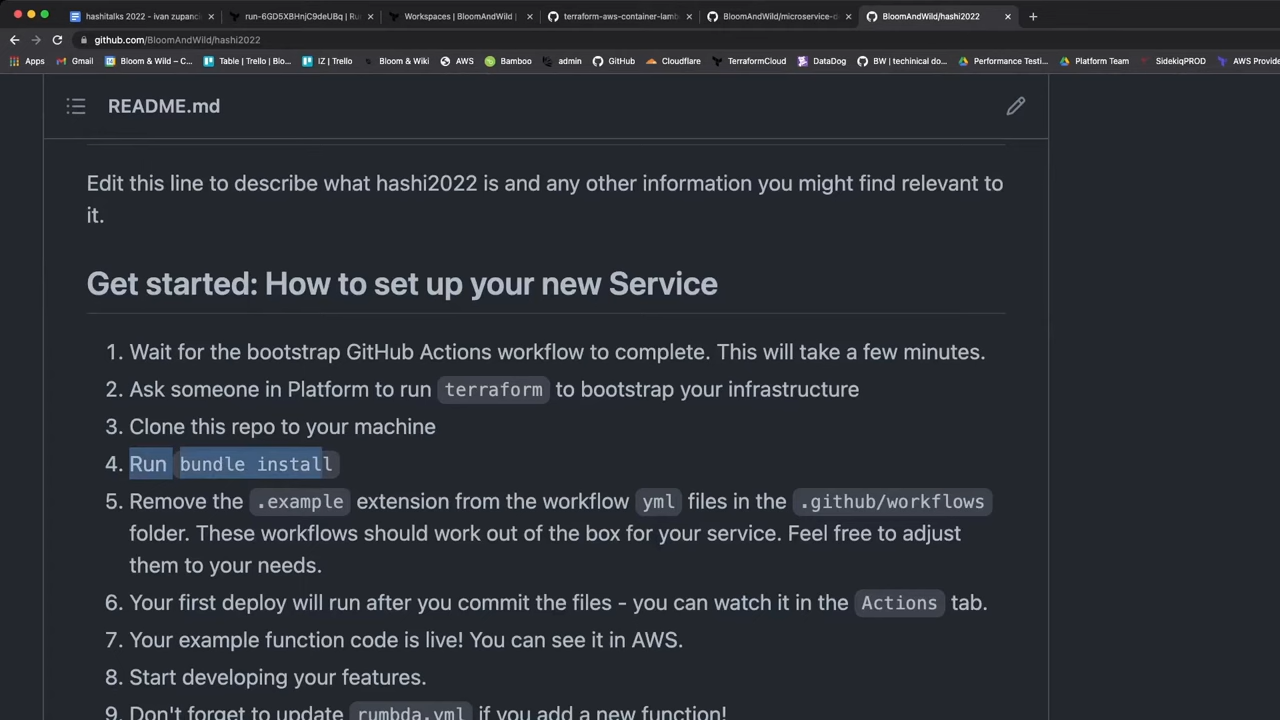 hashitalks 2022 - ivan zupanci
run-6GD5XBHnjC9deUBq | Run
Workspaces | BloomAndWild |
terraform-aws-container-lamb
BloomAndWild/microservice-d
BloomAndWild/hashi2022
github.com/BloomAndWild/hashi2022
Apps Gmail Bloom & Wild – C... Table | Trello | Blo... IZ | Trello Bloom & Wiki AWS Bamboo admin GitHub Cloudflare TerraformCloud DataDog BW (techinical do... Performance Testi... Platform Team SidekiqPROD AWS Provide
README.md
Edit this line to describe what hashi2022 is and any other information you might find relevant to
it.
Get started: How to set up your new Service
1. Wait for the bootstrap GitHub Actions workflow to complete. This will take a few minutes.
2. Ask someone in Platform to run terraform to bootstrap your infrastructure
3. Clone this repo to your machine
4. Run bundle install
5. Remove the .example extension from the workflow yml files in the .github/workflows
folder. These workflows should work out of the box for your service. Feel free to adjust
them to your needs.
6. Your first deploy will run after you commit the files - you can watch it in the Actions tab.
7. Your example function code is live! You can see it in AWS.
8. Start developing your features.
9. Don't forget to update rumbda.yml if you add a new function!